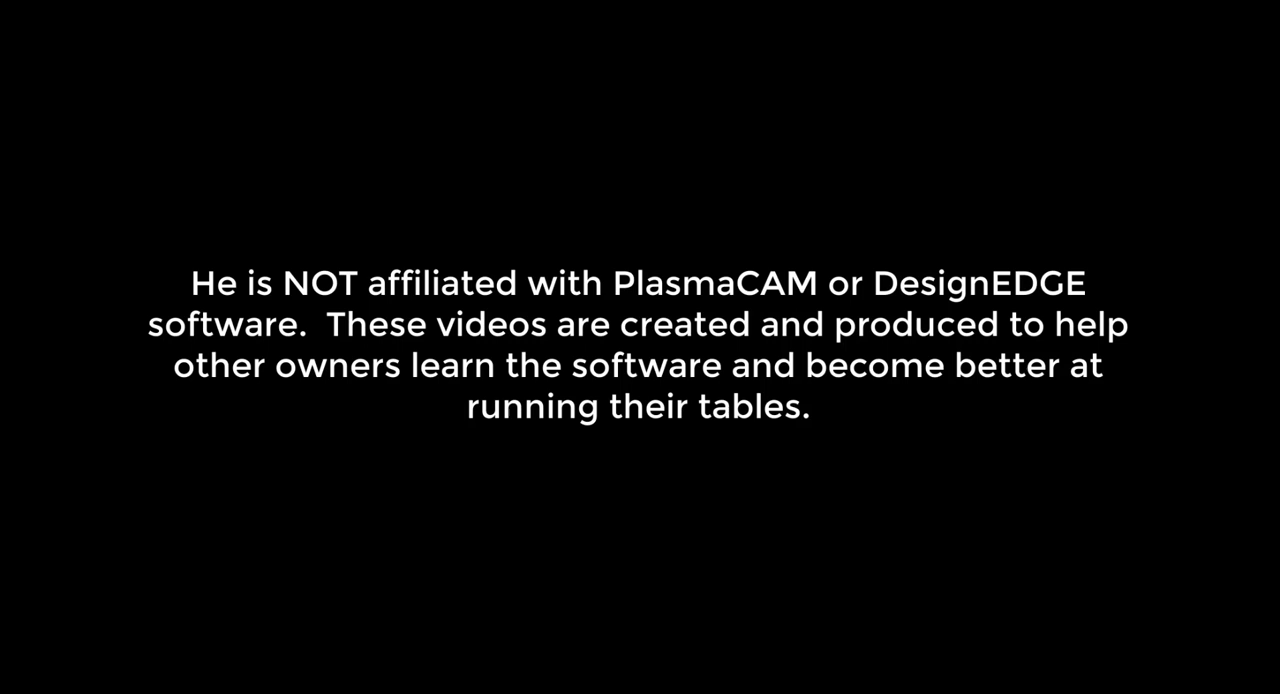 He is NOT affiliated with PlasmaCAM or DesignEDGE
software.  These videos are created and produced to help
other owners learn the software and become better at
running their tables.